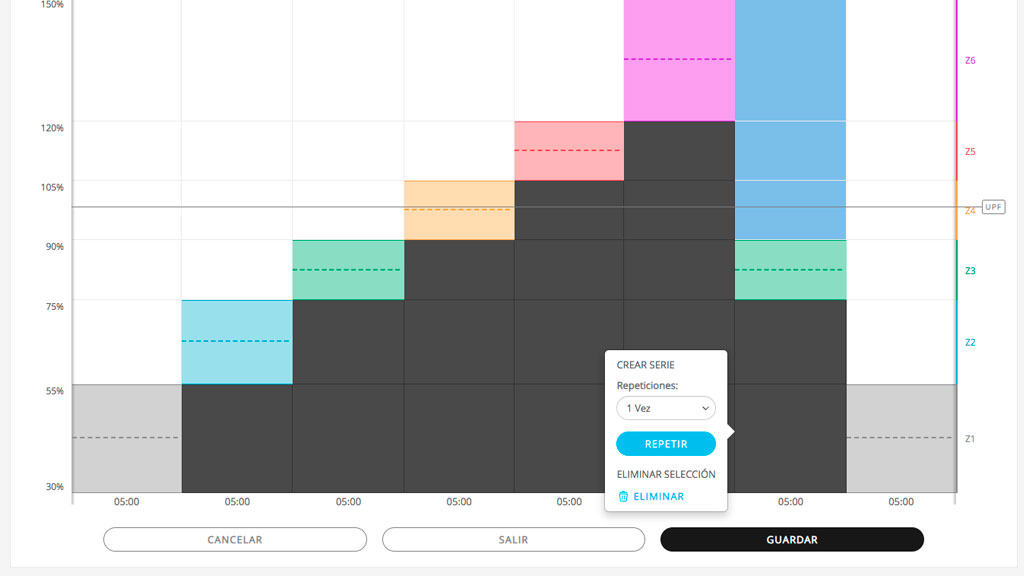 150%
Z6
120%
Z5
105%
UPF
Z4
90%
Z3
75%
Z2
CREAR SERIE
Repeticiones:
55%
1 Vez
Z1
REPETIR
ELIMINAR SELECCIÓN
30%
ELIMINAR
05:00 05:00 05:00 05:00 05:00 05:00 05:00
CANCELAR SALIR GUARDAR